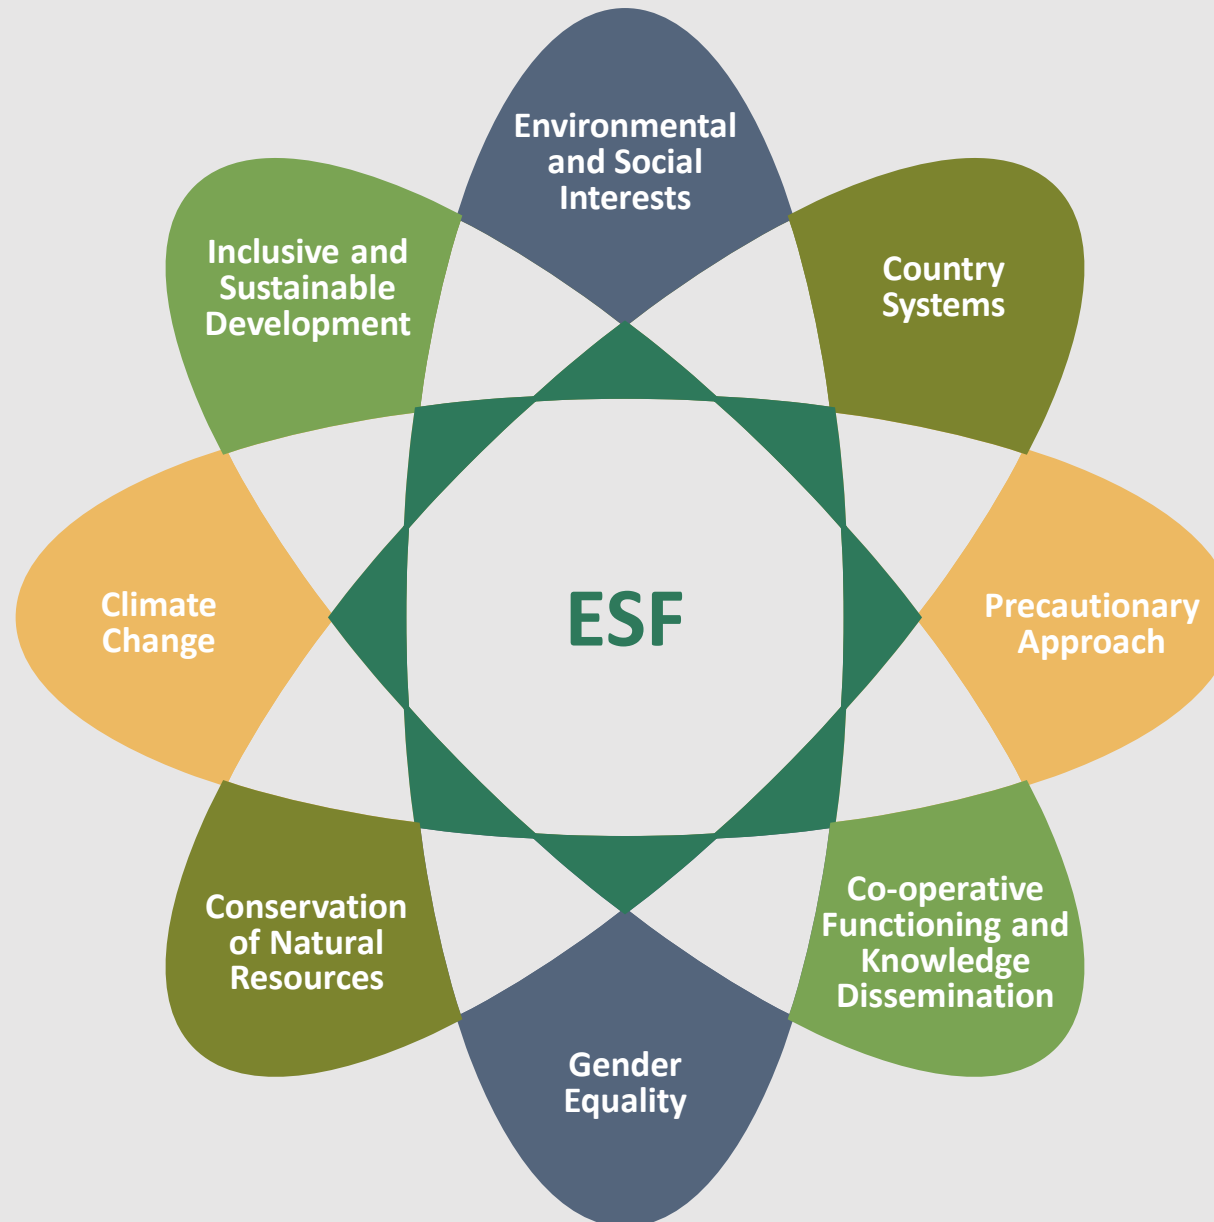 Environmental
and Social
Interests
Country
Systems
Precautionary
Approach
Co-operative
Functioning and
Knowledge
Dissemination
Gender
Equality
Conservation
of Natural
Resources
Climate
Change
Inclusive and
Sustainable
Development
ESF